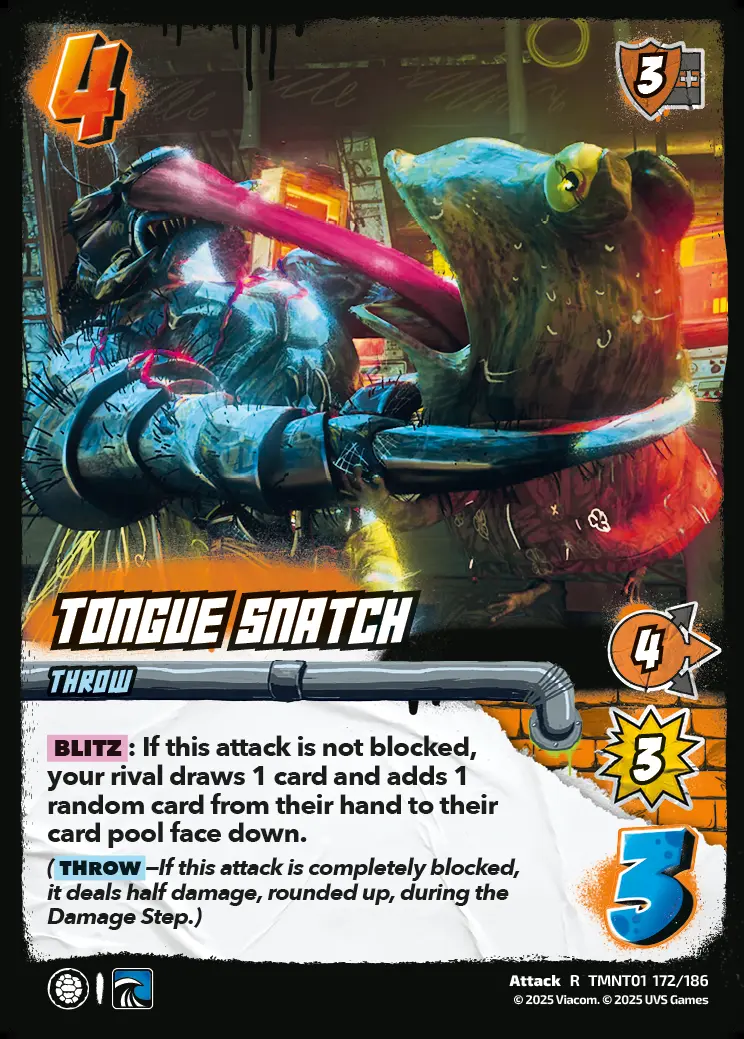 4
3
TONGUE SNATCH
THROW
4
3
3
BLITZ: If this attack is not blocked,
your rival draws 1 card and adds 1
random card from their hand to their
card pool face down.
(THROW–If this attack is completely blocked,
it deals half damage, rounded up, during the
Damage Step.)
Attack R TMNT01 172/186
© 2025 Viacom. © 2025 UVS Games